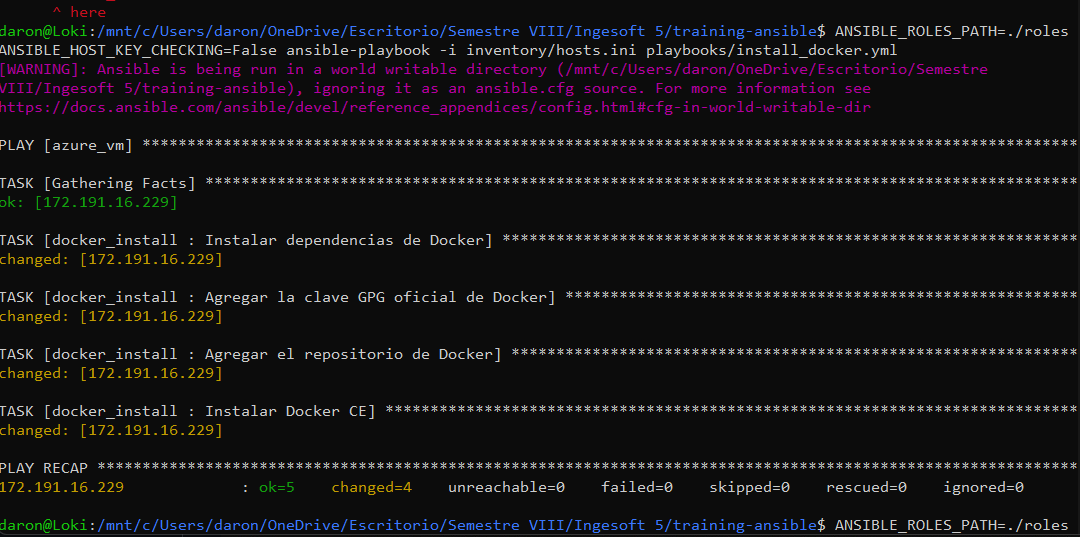 ^ here
daron@Loki:/mnt/c/Users/daron/OneDrive/Escritorio/Semestre VIII/Ingesoft 5/training-ansible$ ANSIBLE_ROLES_PATH=./roles
ANSIBLE_HOST_KEY_CHECKING=False ansible-playbook -i inventory/hosts.ini playbooks/install_docker.yml
[WARNING]: Ansible is being run in a world writable directory (/mnt/c/Users/daron/OneDrive/Escritorio/Semestre
VIII/Ingesoft 5/training-ansible), ignoring it as an ansible.cfg source. For more information see
https://docs.ansible.com/ansible/devel/reference_appendices/config.html#cfg-in-world-writable-dir
PLAY [azure_vm] ********************************************************************************************************
TASK [Gathering Facts] *************************************************************************************************
ok: [172.191.16.229]
TASK [docker_install : Instalar dependencias de Docker] ****************************************************************
changed: [172.191.16.229]
TASK [docker_install : Agregar la clave GPG oficial de Docker] *********************************************************
changed: [172.191.16.229]
TASK [docker_install : Agregar el repositorio de Docker] ***************************************************************
changed: [172.191.16.229]
TASK [docker_install : Instalar Docker CE] *****************************************************************************
changed: [172.191.16.229]
PLAY RECAP *************************************************************************************************************
172.191.16.229             : ok=5    changed=4    unreachable=0    failed=0    skipped=0    rescued=0    ignored=0
daron@Loki:/mnt/c/Users/daron/OneDrive/Escritorio/Semestre VIII/Ingesoft 5/training-ansible$ ANSIBLE_ROLES_PATH=./roles